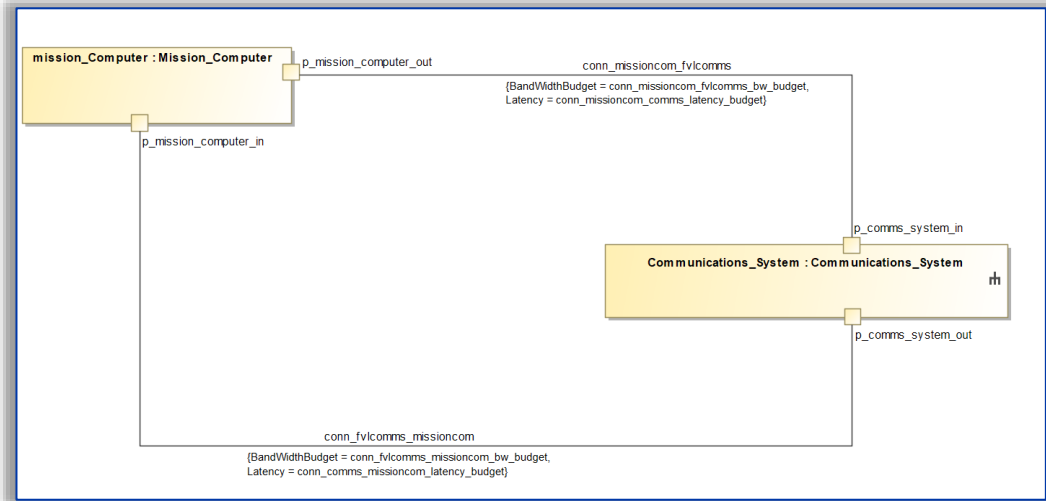 mission_Computer : Mission_Computer
p_mission_computer_out
conn_missioncom_fvlcomms
{BandWidthBudget = conn_missioncom_fvlcomms_bw_budget,
Latency = conn_missioncom_comms_latency_budget}
p_mission_computer_in
p_comms_system_in
Communications_System : Communications_System
p_comms_system_out
conn_fvlcomms_missioncom
{BandWidthBudget = conn_fvlcomms_missioncom_bw_budget,
Latency = conn_comms_missioncom_latency_budget}